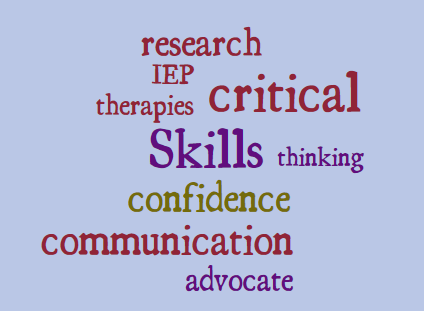 research
IEP
therapies critical
Skills thinking
confidence
communication
advocate